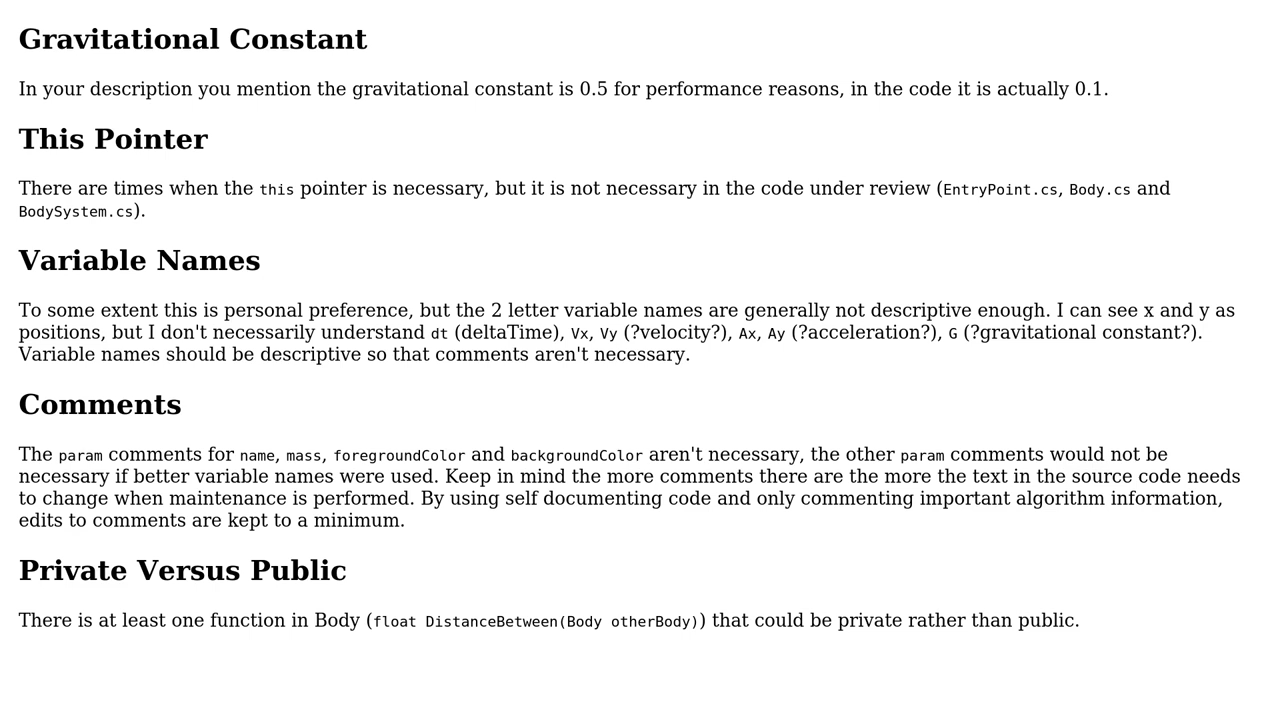 Gravitational Constant
In your description you mention the gravitational constant is 0.5 for performance reasons, in the code it is actually 0.1.
This Pointer
There are times when the this pointer is necessary, but it is not necessary in the code under review (EntryPoint.cs, Body.cs and
BodySystem.cs).
Variable Names
To some extent this is personal preference, but the 2 letter variable names are generally not descriptive enough. I can see x and y as
positions, but I don't necessarily understand dt (deltaTime), Vx, Vy (?velocity?), Ax, Ay (?acceleration?), G (?gravitational constant?).
Variable names should be descriptive so that comments aren't necessary.
Comments
The param comments for name, mass, foregroundColor and backgroundColor aren't necessary, the other param comments would not be
necessary if better variable names were used. Keep in mind the more comments there are the more the text in the source code needs
to change when maintenance is performed. By using self documenting code and only commenting important algorithm information,
edits to comments are kept to a minimum.
Private Versus Public
There is at least one function in Body (float DistanceBetween(Body otherBody)) that could be private rather than public.